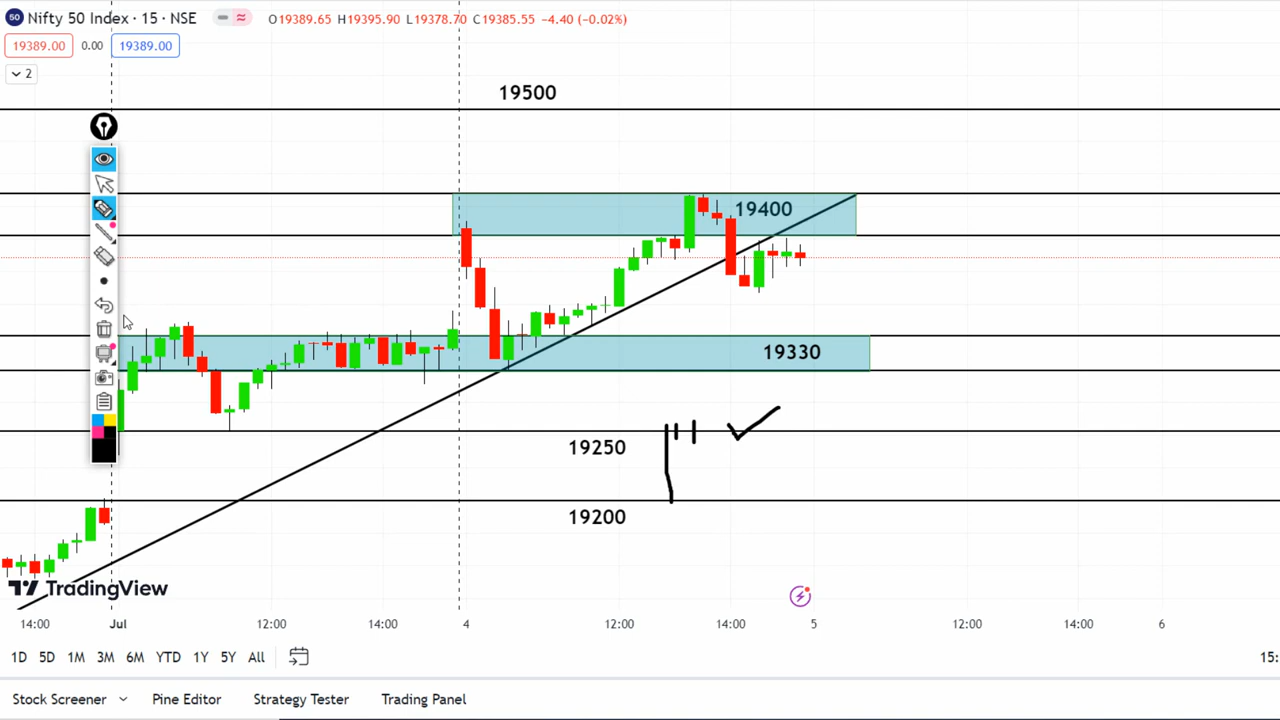 50 Nifty 50 Index · 15 · NSE O19389.65 H19395.90 L19378.70 C19385.55 −4.40 (−0.02%)
19389.00 0.00 19389.00
2
19500
19400
19330
19250
19200
TradingView
14:00 Jul 12:00 14:00 4 12:00 14:00 5 12:00 14:00 6
1D 5D 1M 3M 6M YTD 1Y 5Y All 15:
Stock Screener Pine Editor Strategy Tester Trading Panel